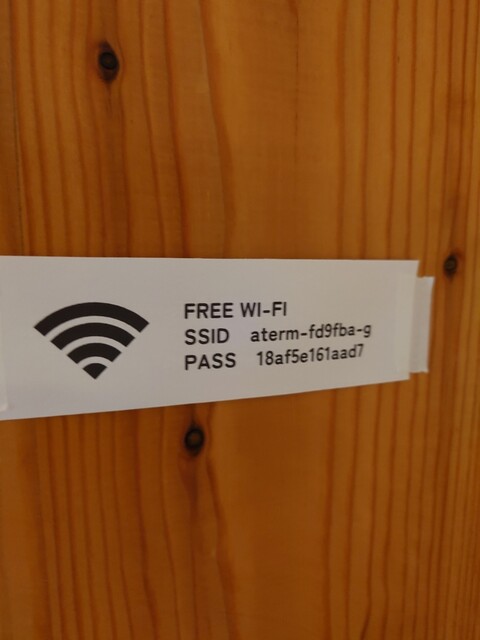 FREE WI-FI
SSID aterm-fd9fba-g
PASS 18af5e161aad7